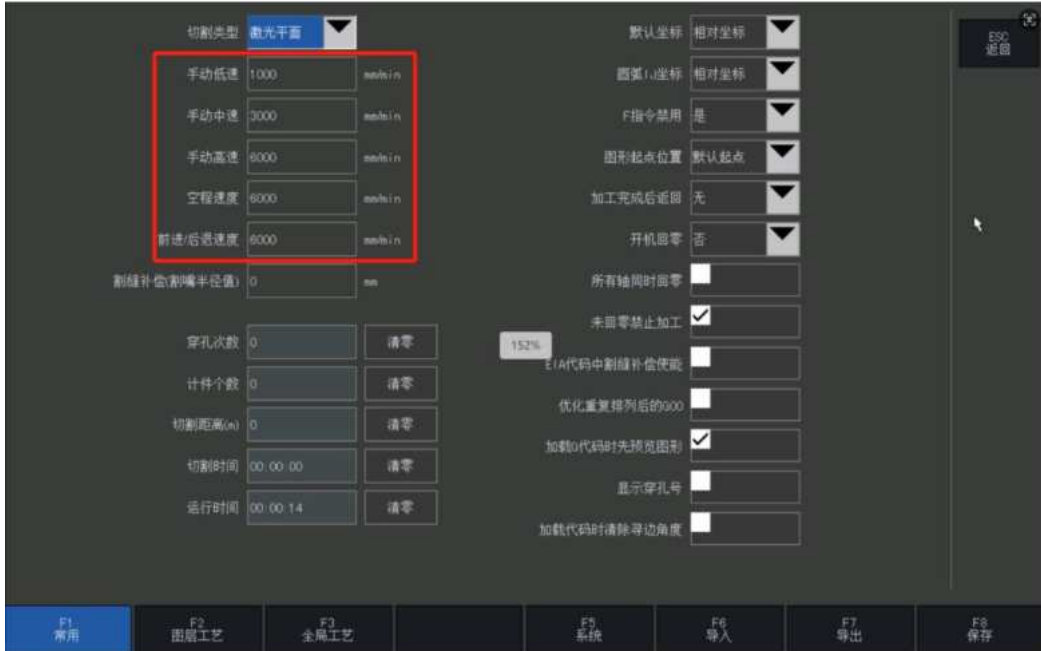 切割类型 激光平面
手动低速 1000 mm/min
手动中速 3000 mm/min
手动高速 6000 mm/min
空程速度 6000 mm/min
前进/后退速度 6000 mm/min
割缝补偿(割嘴半径值) 0 mm
穿孔次数 0 清零
计件个数 0 清零
切割距离(m) 0 清零
切割时间 00:00:00 清零
运行时间 00:00:14 清零
152%
默认坐标 相对坐标
圆弧I,J坐标 相对坐标
F指令禁用 是
图形起点位置 默认起点
加工完成后返回 无
开机回零 否
所有轴同时回零
未回零禁止加工
EIA代码中割缝补偿使能
优化重复排列后的G00
加载D代码时先预览图形
显示穿孔号
加载代码时清除寻边角度
ESC
返回
F1
常用
F2
图层工艺
F3
全局工艺
F5
系统
F6
导入
F7
导出
F8
保存